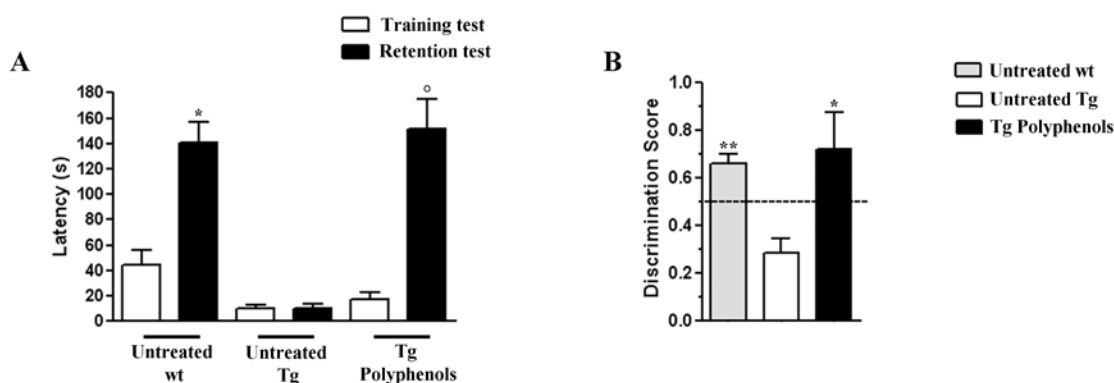 Training test
Retention test
A
180
160
140
120
100
80
60
40
20
0
Latency (s)
*
°
Untreated
wt
Untreated
Tg
Tg
Polyphenols
B
1.0
0.8
0.6
0.4
0.2
0.0
Discrimination Score
**
*
Untreated wt
Untreated Tg
Tg Polyphenols